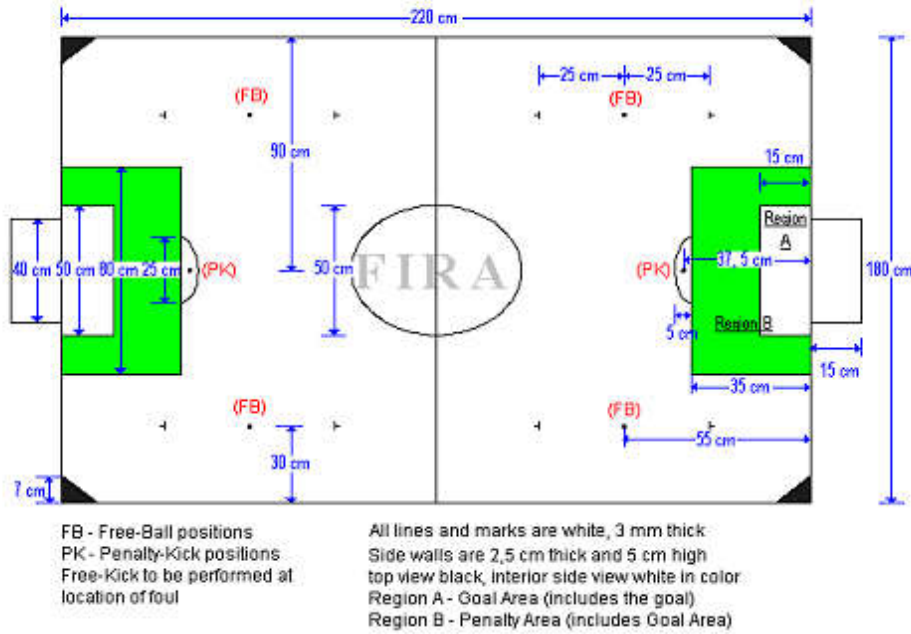 220 cm
25 cm
25 cm
(FB)
(FB)
90 cm
15 cm
Region
A
40 cm
50 cm
80 cm
25 cm
(PK)
50 cm
FIRA
(PK)
37, 5 cm
180 cm
5 cm
Region B
15 cm
35 cm
(FB)
(FB)
55 cm
30 cm
7 cm
FB - Free-Ball positions
PK - Penalty-Kick positions
Free-Kick to be performed at
location of foul
All lines and marks are white, 3 mm thick
Side walls are 2,5 cm thick and 5 cm high
top view black, interior side view white in color
Region A - Goal Area (includes the goal)
Region B - Penalty Area (includes Goal Area)